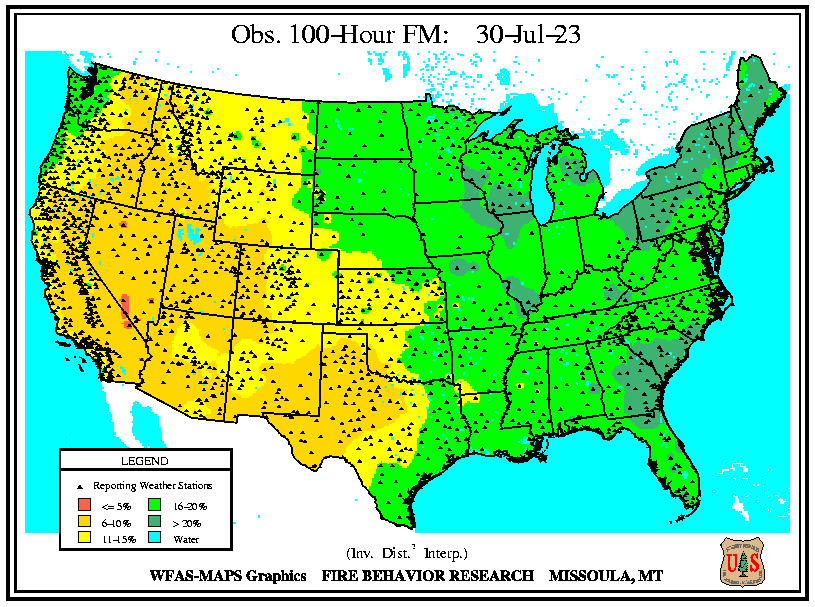 Obs. 100-Hour FM: 30-Jul-23
LEGEND
Reporting Weather Stations
<= 5%
16-20%
6-10%
> 20%
11-15%
Water
(Inv. Dist.² Interp.)
WFAS-MAPS Graphics FIRE BEHAVIOR RESEARCH MISSOULA, MT
U S